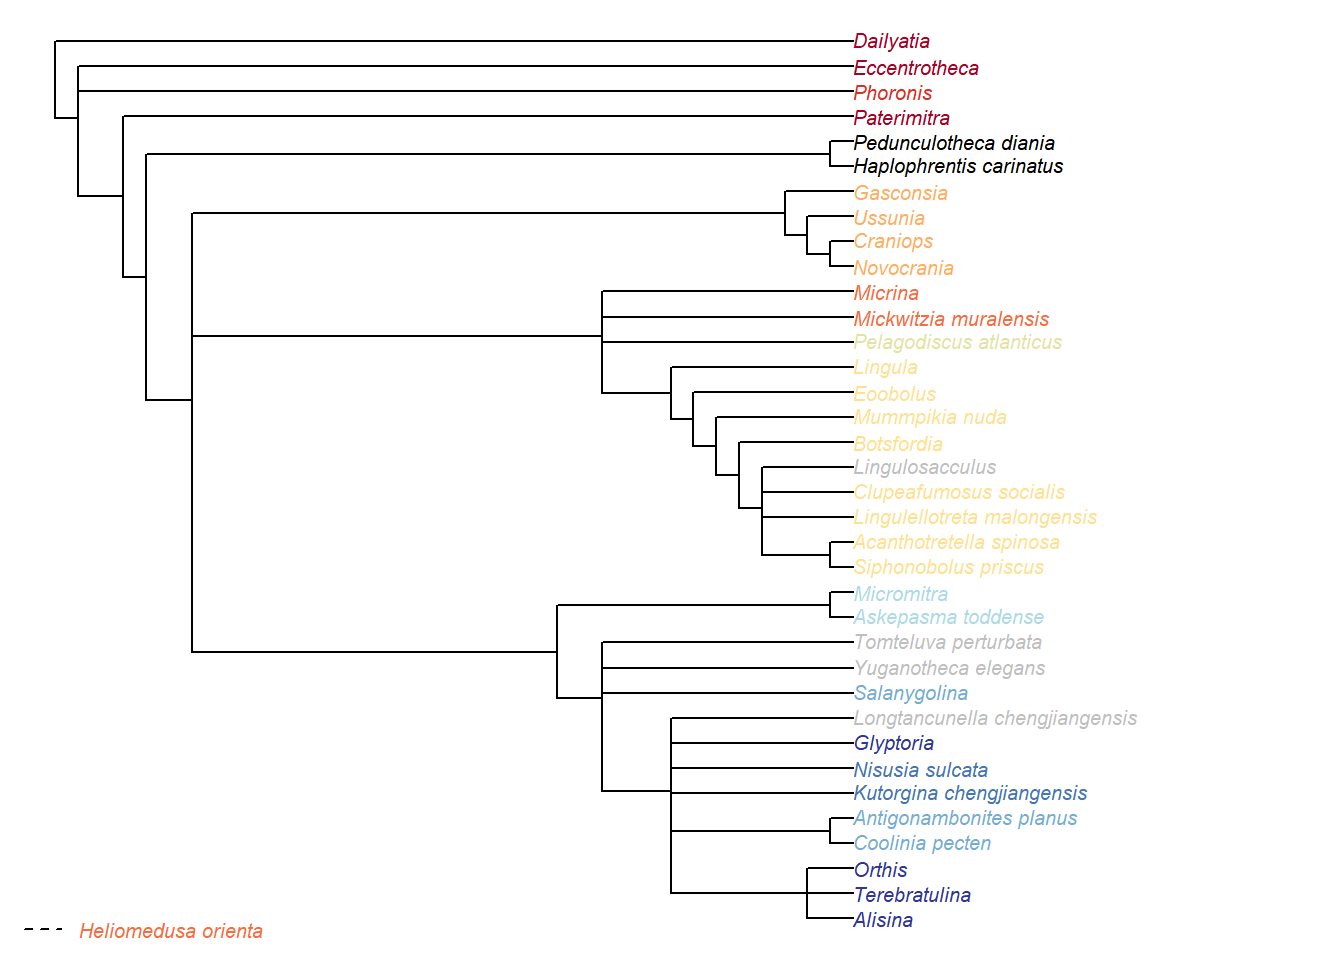 Dailyatia
Eccentrotheca
Phoronis
Paterimitra
Pedunculotheca diania
Haplophrentis carinatus
Gasconsia
Ussunia
Craniops
Novocrania
Micrina
Mickwitzia muralensis
Pelagodiscus atlanticus
Lingula
Eoobolus
Mummpikia nuda
Botsfordia
Lingulosacculus
Clupeafumosus socialis
Lingulellotreta malongensis
Acanthotretella spinosa
Siphonobolus priscus
Micromitra
Askepasma toddense
Tomteluva perturbata
Yuganotheca elegans
Salanygolina
Longtancunella chengjiangensis
Glyptoria
Nisusia sulcata
Kutorgina chengjiangensis
Antigonambonites planus
Coolinia pecten
Orthis
Terebratulina
Alisina
Heliomedusa orienta